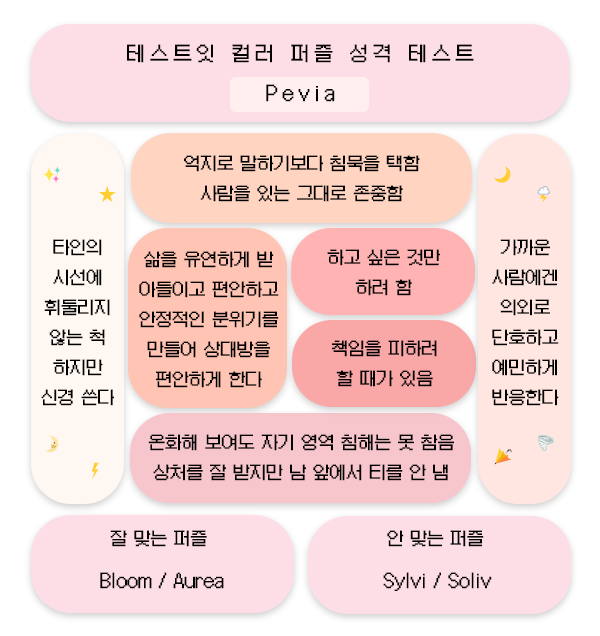 테스트잇 컬러 퍼즐 성격 테스트
Pevia
억지로 말하기보다 침묵을 택함
사람을 있는 그대로 존중함
타인의
시선에
휘둘리지
않는 척
하지만
신경 쓴다
삶을 유연하게 받
아들이고 편안하고
안정적인 분위기를
만들어 상대방을
편안하게 한다
하고 싶은 것만
하려 함
책임을 피하려
할 때가 있음
가까운
사람에겐
의외로
단호하고
예민하게
반응한다
온화해 보여도 자기 영역 침해는 못 참음
상처를 잘 받지만 남 앞에서 티를 안 냄
잘 맞는 퍼즐
Bloom / Aurea
안 맞는 퍼즐
Sylvi / Soliv